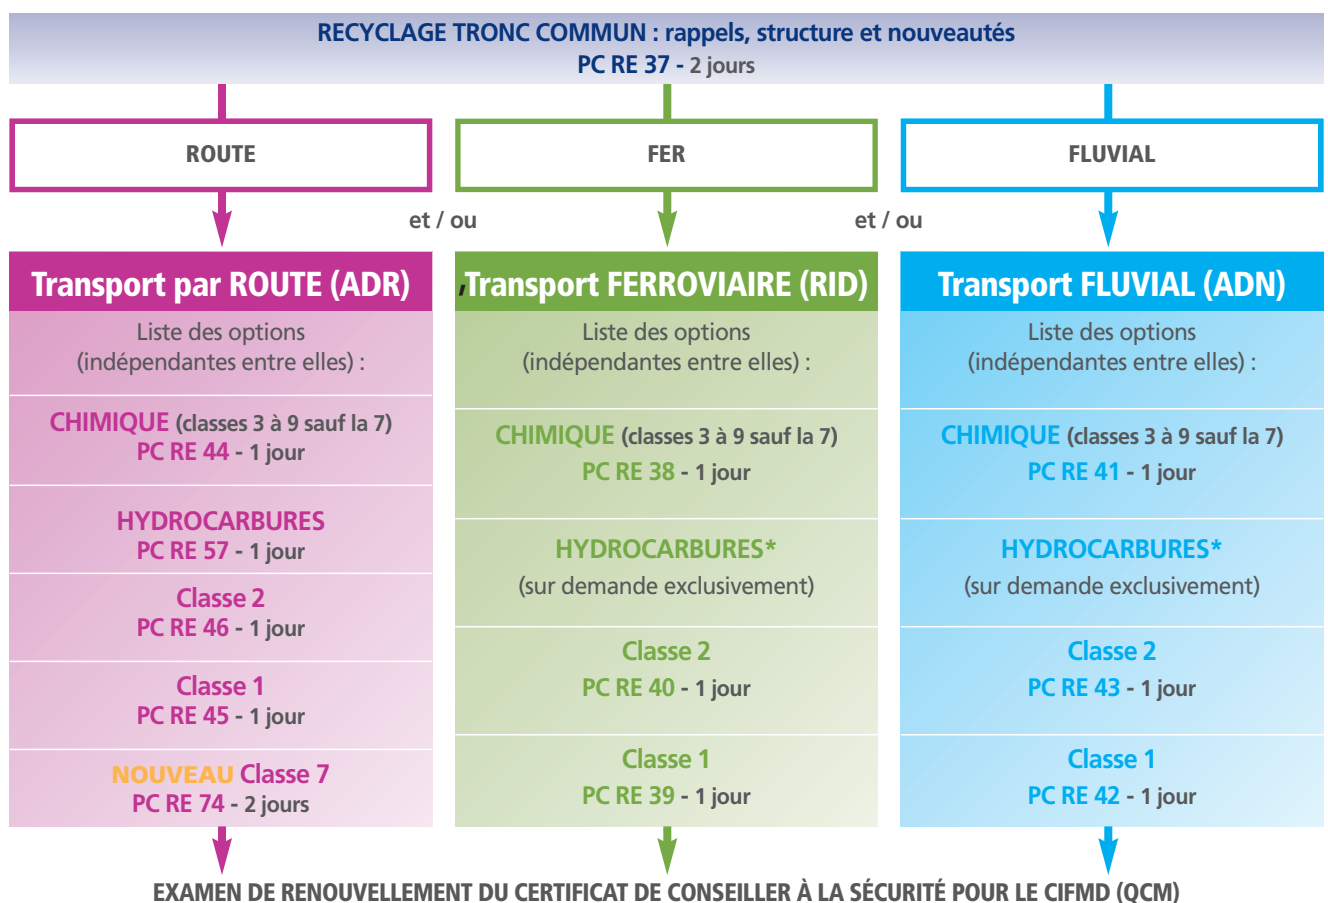 RECYCLAGE TRONC COMMUN : rappels, structure et nouveautés
PC RE 37 - 2 jours
ROUTE
FER
FLUVIAL
et / ou
et / ou
Transport par ROUTE (ADR)
Liste des options
(indépendantes entre elles) :
CHIMIQUE (classes 3 à 9 sauf la 7)
PC RE 44 - 1 jour
HYDROCARBURES
PC RE 57 - 1 jour
Classe 2
PC RE 46 - 1 jour
Classe 1
PC RE 45 - 1 jour
NOUVEAU Classe 7
PC RE 74 - 2 jours
,Transport FERROVIAIRE (RID)
Liste des options
(indépendantes entre elles) :
CHIMIQUE (classes 3 à 9 sauf la 7)
PC RE 38 - 1 jour
HYDROCARBURES*
(sur demande exclusivement)
Classe 2
PC RE 40 - 1 jour
Classe 1
PC RE 39 - 1 jour
Transport FLUVIAL (ADN)
Liste des options
(indépendantes entre elles) :
CHIMIQUE (classes 3 à 9 sauf la 7)
PC RE 41 - 1 jour
HYDROCARBURES*
(sur demande exclusivement)
Classe 2
PC RE 43 - 1 jour
Classe 1
PC RE 42 - 1 jour
EXAMEN DE RENOUVELLEMENT DU CERTIFICAT DE CONSEILLER À LA SÉCURITÉ POUR LE CIFMD (QCM)